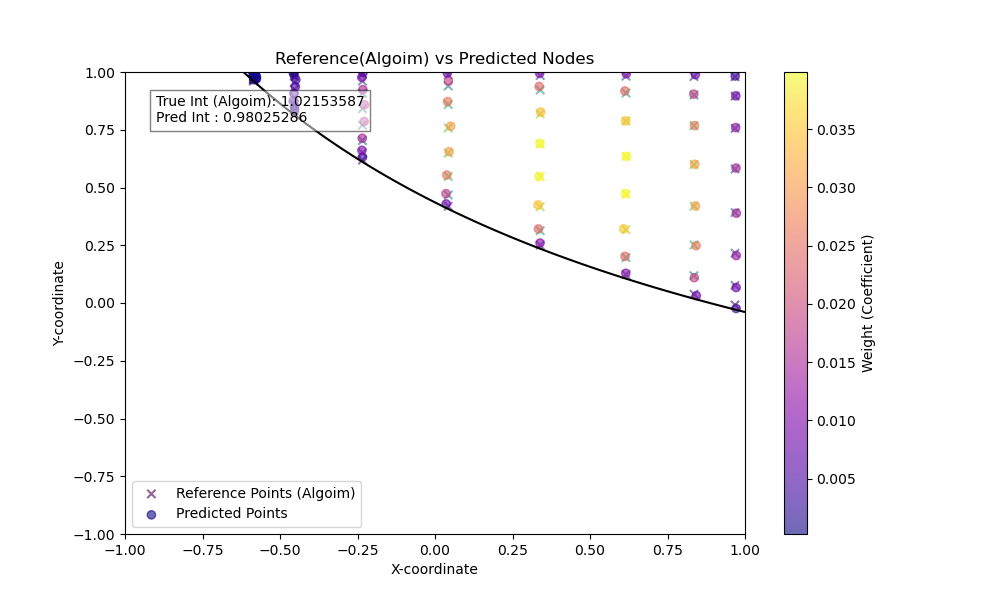 Reference(Algoim) vs Predicted Nodes
True Int (Algoim): 1.02153587
Pred Int : 0.98025286
1.00
0.75
0.50
0.25
0.00
−0.25
−0.50
−0.75
−1.00
Y-coordinate
Reference Points (Algoim)
Predicted Points
−1.00 −0.75 −0.50 −0.25 0.00 0.25 0.50 0.75 1.00
X-coordinate
0.035
0.030
0.025
0.020
0.015
0.010
0.005
Weight (Coefficient)